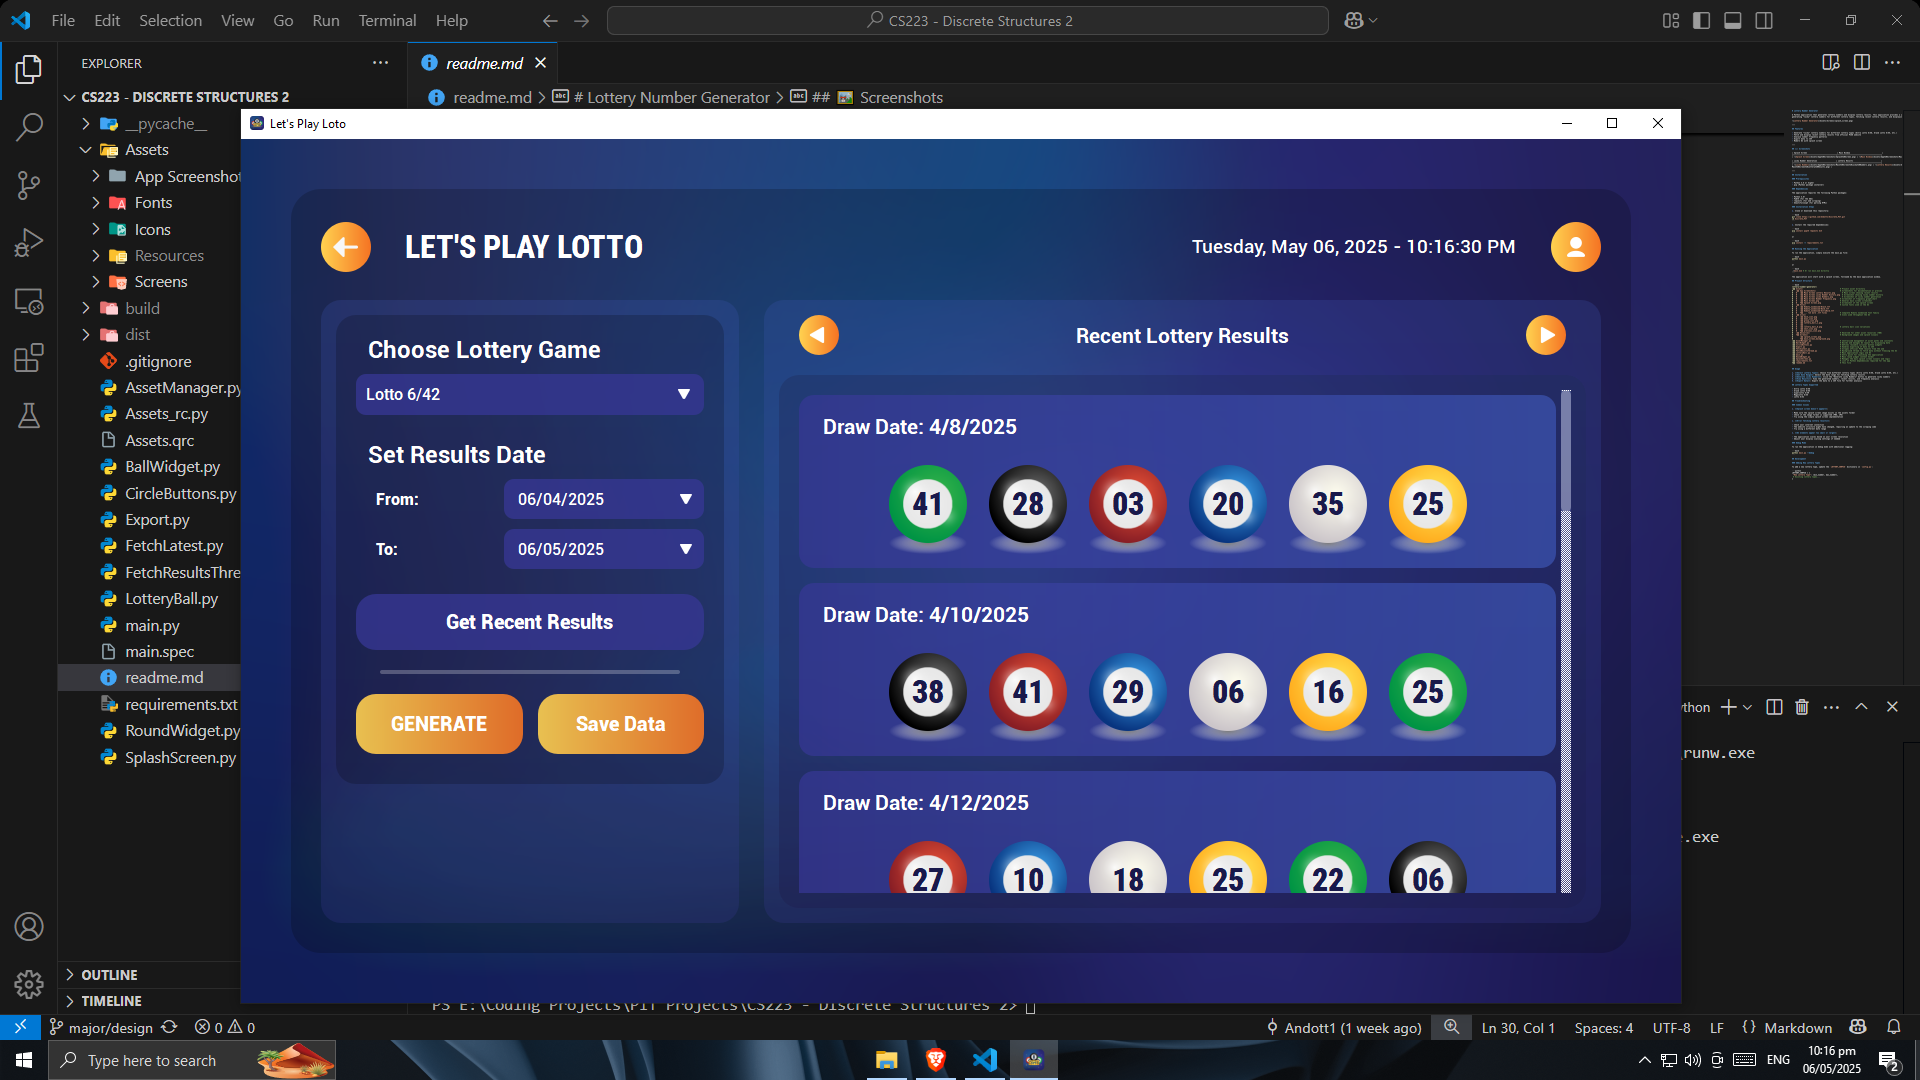 File Edit Selection View Go Run Terminal Help
CS223 - Discrete Structures 2
EXPLORER
readme.md
CS223 - DISCRETE STRUCTURES 2
readme.md > # Lottery Number Generator > ## Screenshots
__pycache__
Assets
App Screenshot
Fonts
Icons
Resources
Screens
build
dist
.gitignore
AssetManager.py
Assets_rc.py
Assets.qrc
BallWidget.py
CircleButtons.py
Export.py
FetchLatest.py
FetchResultsThre
LotteryBall.py
main.py
main.spec
readme.md
requirements.txt
RoundWidget.py
SplashScreen.py
OUTLINE
TIMELINE
Let's Play Loto
LET'S PLAY LOTTO
Tuesday, May 06, 2025 - 10:16:30 PM
Choose Lottery Game
Lotto 6/42
Set Results Date
From: 06/04/2025
To: 06/05/2025
Get Recent Results
GENERATE
Save Data
Recent Lottery Results
Draw Date: 4/8/2025
41 28 03 20 35 25
Draw Date: 4/10/2025
38 41 29 06 16 25
Draw Date: 4/12/2025
27 10 18 25 22 06
ython
runw.exe
.exe
PS E:\Coding Projects\PIT Projects\CS223 - Discrete Structures 2>
major/design
0 0
Andott1 (1 week ago)
Ln 30, Col 1
Spaces: 4
UTF-8
LF
Markdown
Type here to search
ENG
10:16 pm
06/05/2025
2